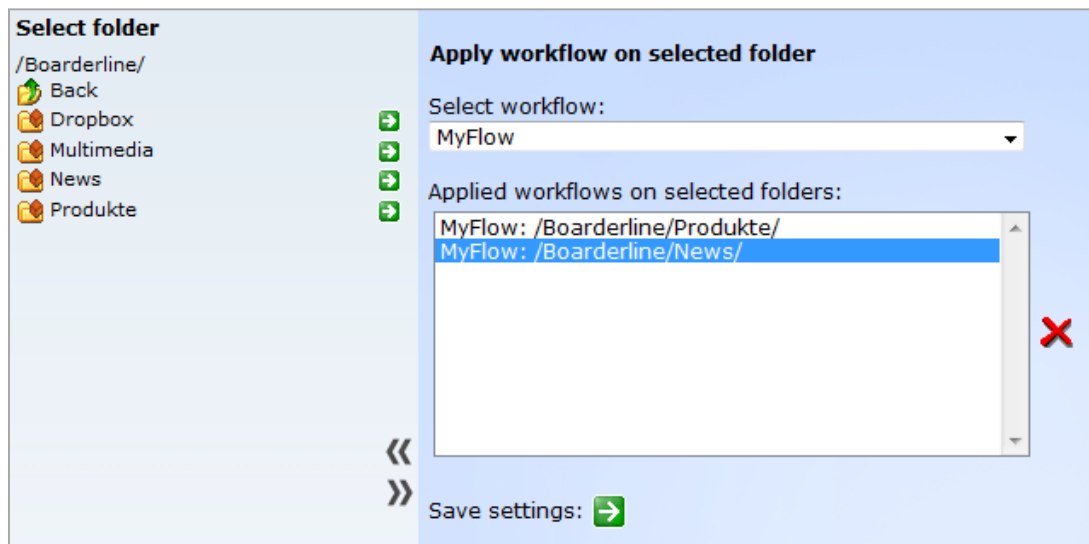 Select folder
/Boarderline/
Back
Dropbox
Multimedia
News
Produkte
Apply workflow on selected folder
Select workflow:
MyFlow
Applied workflows on selected folders:
MyFlow: /Boarderline/Produkte/
MyFlow: /Boarderline/News/
Save settings: